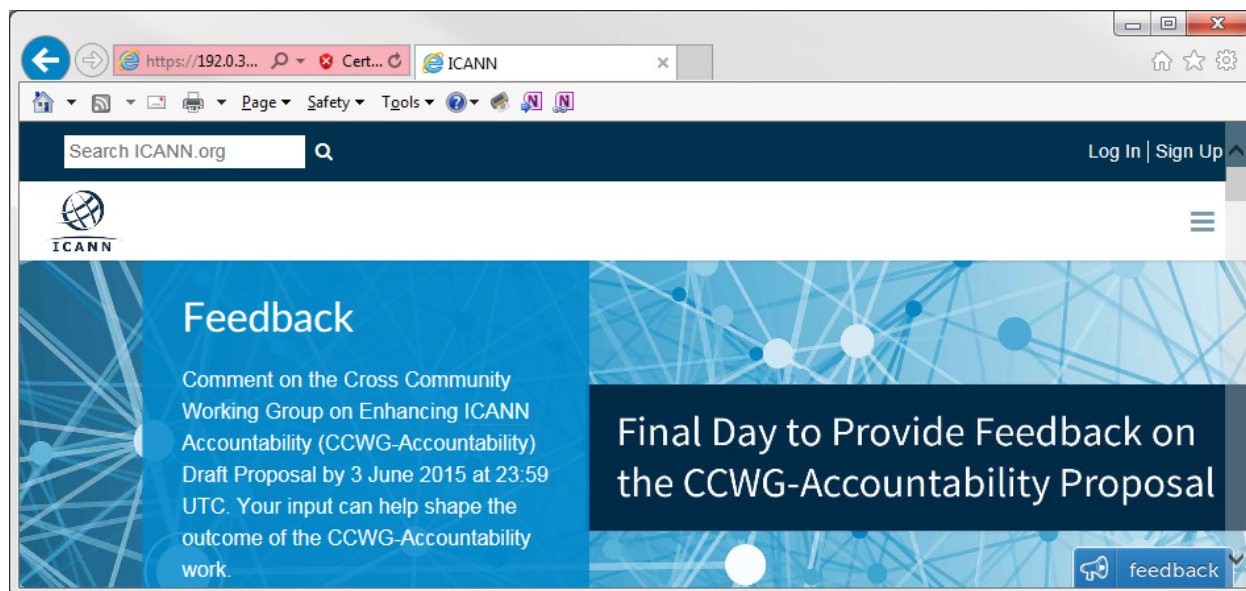 https://192.0.3... Cert... ICANN
Page Safety Tools
Search ICANN.org Log In | Sign Up
ICANN
Feedback
Comment on the Cross Community
Working Group on Enhancing ICANN
Accountability (CCWG-Accountability)
Draft Proposal by 3 June 2015 at 23:59
UTC. Your input can help shape the
outcome of the CCWG-Accountability
work.
Final Day to Provide Feedback on
the CCWG-Accountability Proposal
feedback